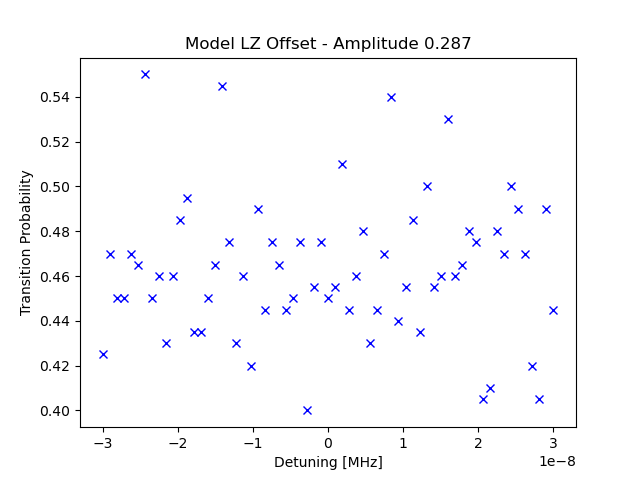 Model LZ Offset - Amplitude 0.287
Transition Probability
0.54
0.52
0.50
0.48
0.46
0.44
0.42
0.40
−3 −2 −1 0 1 2 3
1e−8
Detuning [MHz]